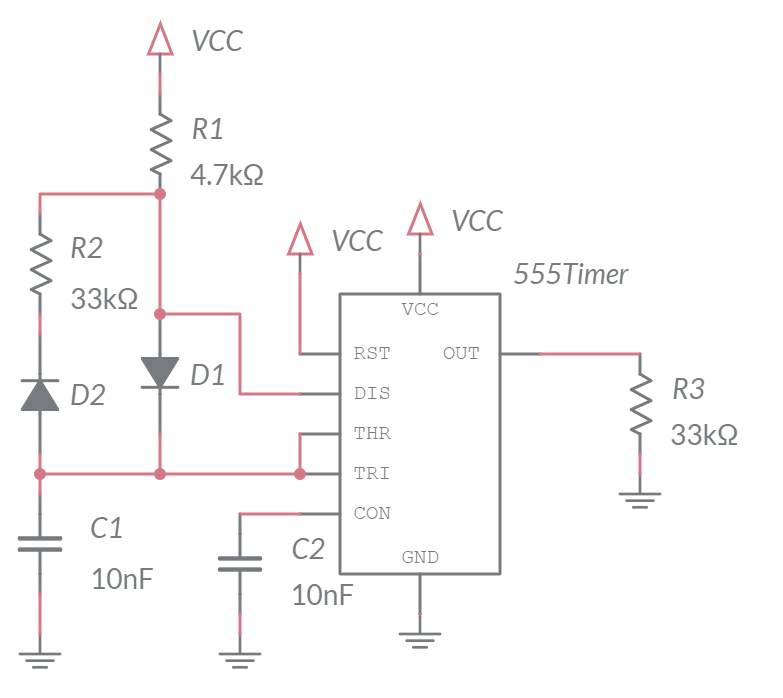 VCC
R1
4.7kΩ
R2
33kΩ
VCC
VCC
555Timer
VCC
RST
OUT
DIS
THR
TRI
CON
GND
D1
D2
R3
33kΩ
C1
10nF
C2
10nF